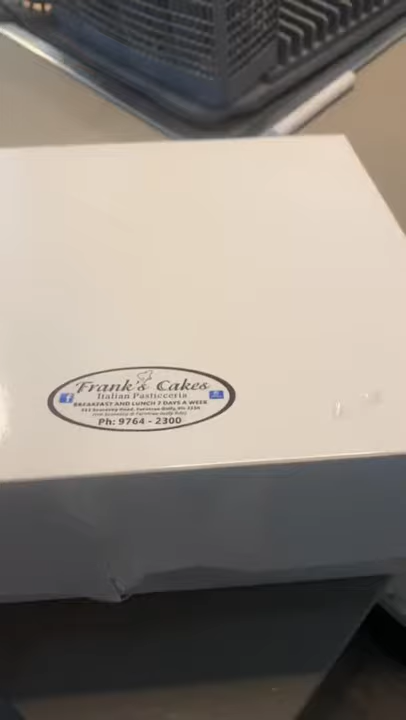 Frank's Cakes
Italian Pasticceria
BREAKFAST AND LUNCH 7 DAYS A WEEK
Ph: 9764 - 2300